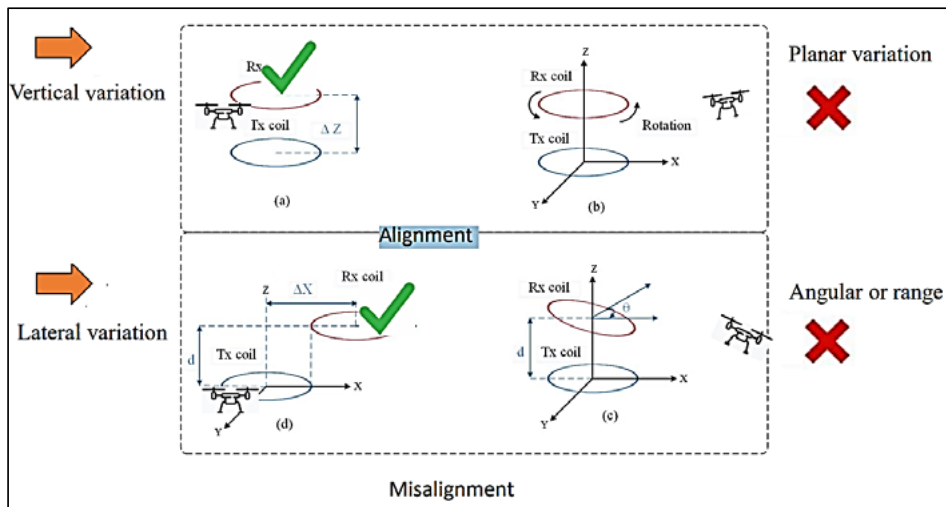 Vertical variation
Rx
Tx coil
Δ Z
(a)
Z
Rx coil
Rotation
Tx coil
X
Y
(b)
Planar variation
Alignment
Lateral variation
Z
ΔX
Rx coil
d
Tx coil
X
Y
(d)
Z
Rx coil
θ
d
Tx coil
X
Y
(c)
Angular or range
Misalignment